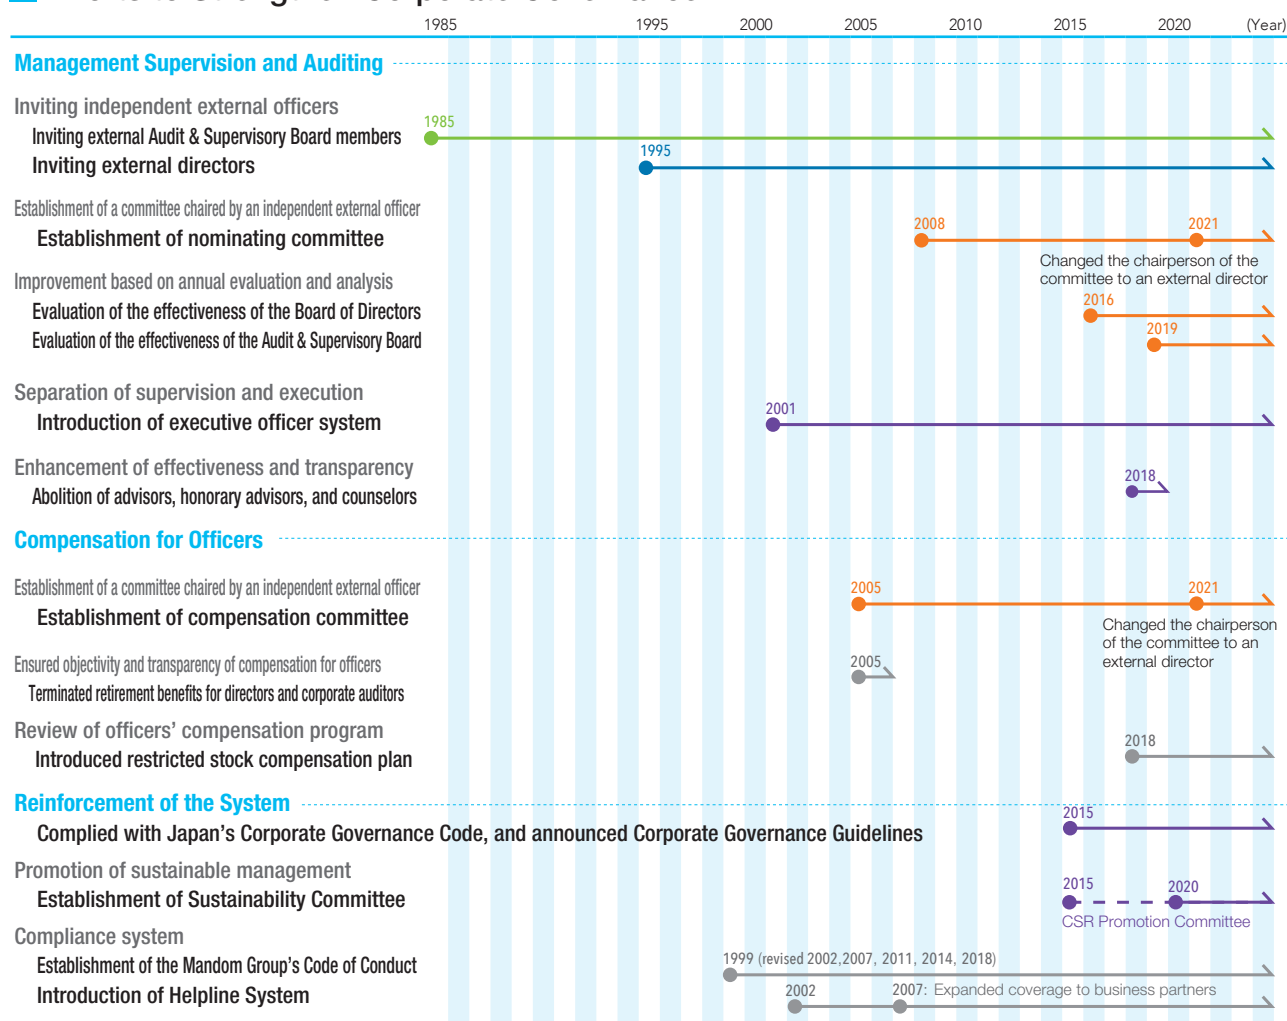 1985 1995 2000 2005 2010 2015 2020 (Year)
Management Supervision and Auditing
Inviting independent external officers
1985
Inviting external Audit & Supervisory Board members
1995
Inviting external directors
Establishment of a committee chaired by an independent external officer
2008 2021
Establishment of nominating committee
Changed the chairperson of the
committee to an external director
Improvement based on annual evaluation and analysis
2016
Evaluation of the effectiveness of the Board of Directors
2019
Evaluation of the effectiveness of the Audit & Supervisory Board
Separation of supervision and execution
2001
Introduction of executive officer system
Enhancement of effectiveness and transparency
2018
Abolition of advisors, honorary advisors, and counselors
Compensation for Officers
Establishment of a committee chaired by an independent external officer
2005 2021
Establishment of compensation committee
Changed the chairperson
of the committee to an
external director
Ensured objectivity and transparency of compensation for officers
2005
Terminated retirement benefits for directors and corporate auditors
Review of officers’ compensation program
2018
Introduced restricted stock compensation plan
Reinforcement of the System
2015
Complied with Japan’s Corporate Governance Code, and announced Corporate Governance Guidelines
Promotion of sustainable management
2015 2020
Establishment of Sustainability Committee
CSR Promotion Committee
Compliance system
1999 (revised 2002,2007, 2011, 2014, 2018)
Establishment of the Mandom Group’s Code of Conduct
2002 2007: Expanded coverage to business partners
Introduction of Helpline System